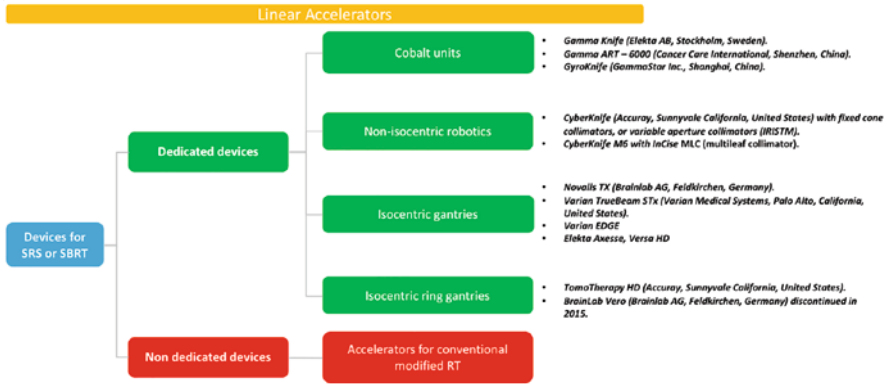 Linear Accelerators
Devices for
SRS or SBRT
Dedicated devices
Cobalt units
• Gamma Knife (Elekta AB, Stockholm, Sweden).
• Gamma ART – 6000 (Cancer Care International, Shenzhen, China).
• GyroKnife (GammaStar Inc., Shanghai, China).
Non-isocentric robotics
• CyberKnife (Accuray, Sunnyvale California, United States) with fixed cone
collimators, or variable aperture collimators (IRISTM).
• CyberKnife M6 with InCise MLC (multileaf collimator).
Isocentric gantries
• Novalis TX (Brainlab AG, Feldkirchen, Germany).
• Varian TrueBeam STx (Varian Medical Systems, Palo Alto, California,
United States).
• Varian EDGE
• Elekta Axesse, Versa HD
Isocentric ring gantries
• TomoTherapy HD (Accuray, Sunnyvale California, United States).
• BrainLab Vero (Brainlab AG, Feldkirchen, Germany) discontinued in
2015.
Non dedicated devices
Accelerators for conventional
modified RT